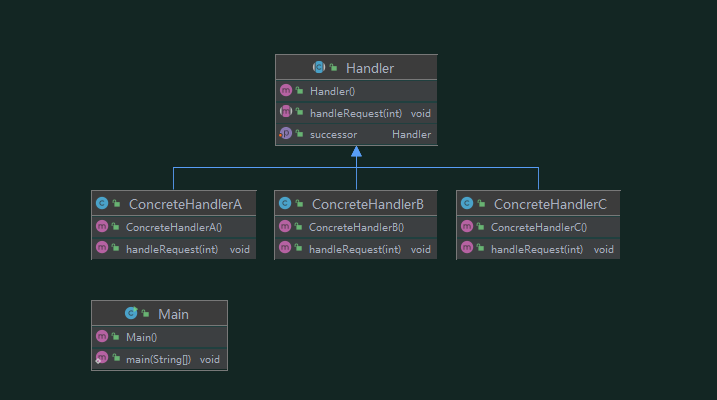 Handler
Handler()
handleRequest(int) void
successor Handler
ConcreteHandlerA
ConcreteHandlerA()
handleRequest(int) void
ConcreteHandlerB
ConcreteHandlerB()
handleRequest(int) void
ConcreteHandlerC
ConcreteHandlerC()
handleRequest(int) void
Main
Main()
main(String[]) void